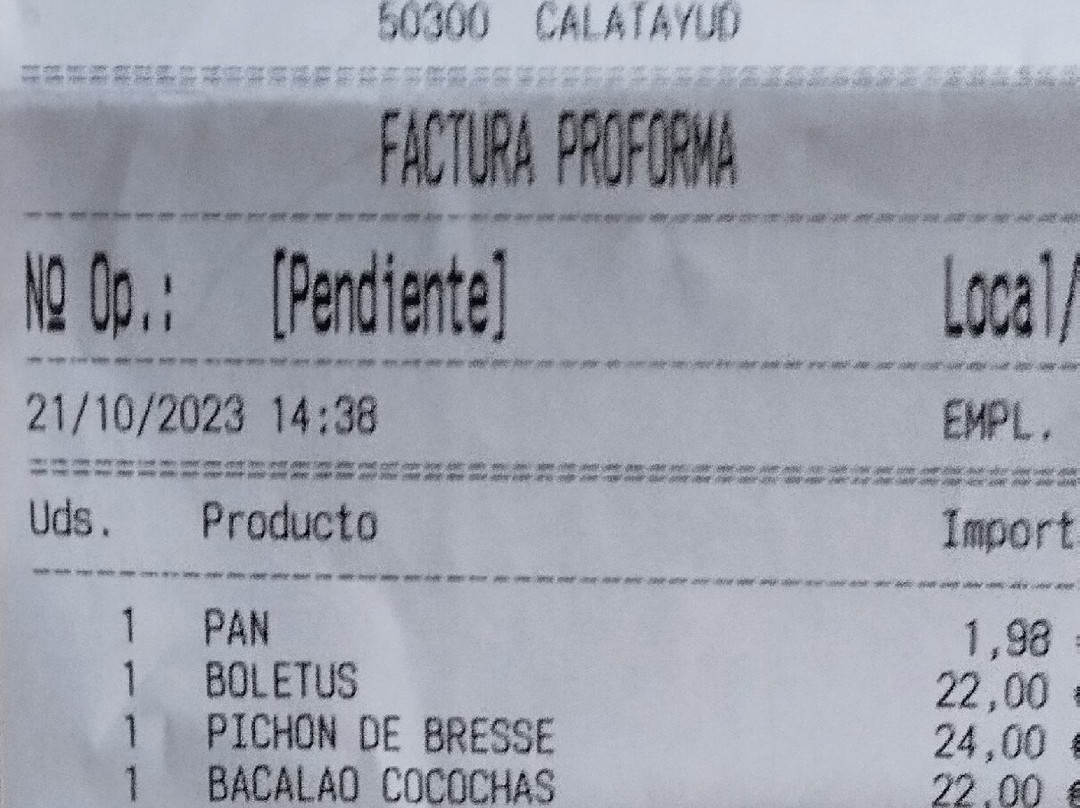 50300 CALATAYUD
================================================
FACTURA PROFORMA
------------------------------------------------
Nº Op.: [Pendiente] Local/
------------------------------------------------
21/10/2023 14:38 EMPL.
================================================
Uds. Producto Import
------------------------------------------------
1 PAN 1,98
1 BOLETUS 22,00 €
1 PICHON DE BRESSE 24,00 €
1 BACALAO COCOCHAS 22,00 €